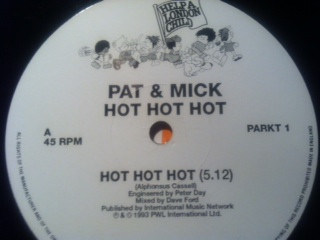 HELP A
LONDON
CHILD
PAT & MICK
HOT HOT HOT
A
45 RPM
PARKT 1
HOT HOT HOT (5.12)
(Alphonsus Cassell)
Engineered by Peter Day
Mixed by Dave Ford
Published by International Music Network
℗ & © 1993 PWL International Ltd.